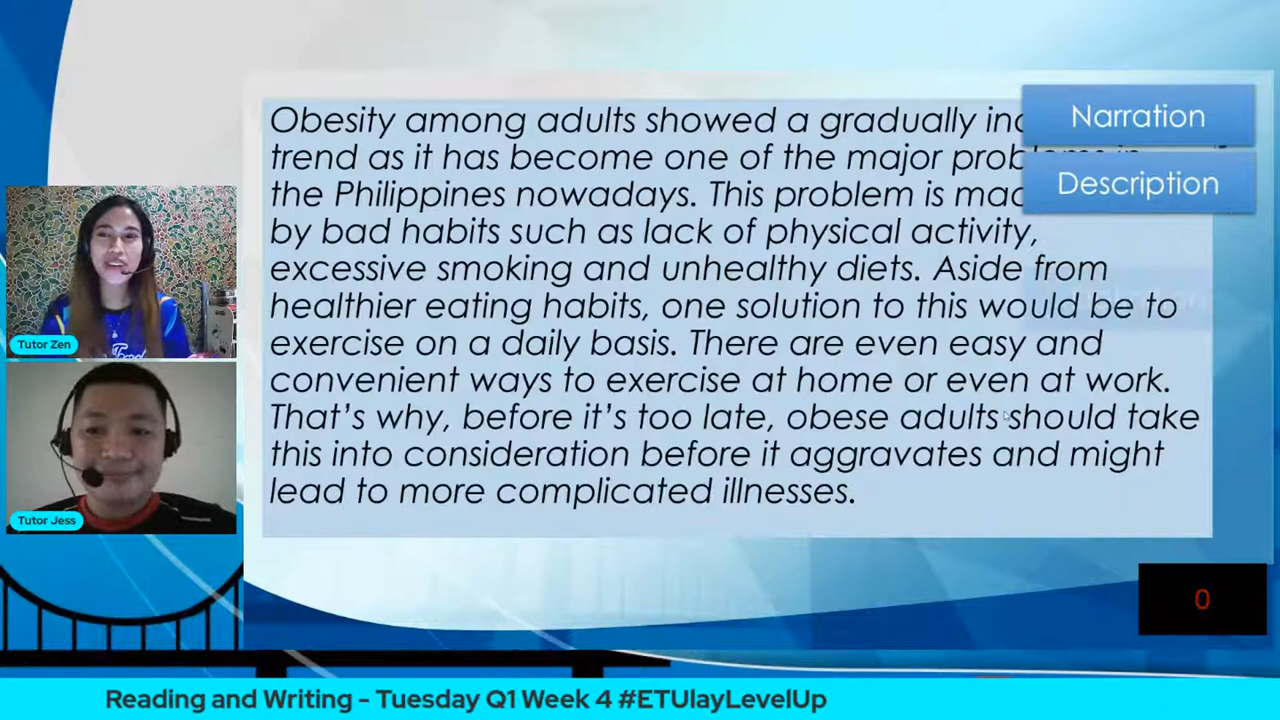 Obesity among adults showed a gradually
trend as it has become one of the major problems in
the Philippines nowadays. This problem is
by bad habits such as lack of physical activity,
excessive smoking and unhealthy diets. Aside from
healthier eating habits, one solution to this would be to
exercise on a daily basis. There are even easy and
convenient ways to exercise at home or even at work.
That's why, before it's too late, obese adults should take
this into consideration before it aggravates and might
lead to more complicated illnesses.
Narration
Description
Tutor Zen
Tutor Jess
0
Reading and Writing - Tuesday Q1 Week 4 #ETUlayLevelUp